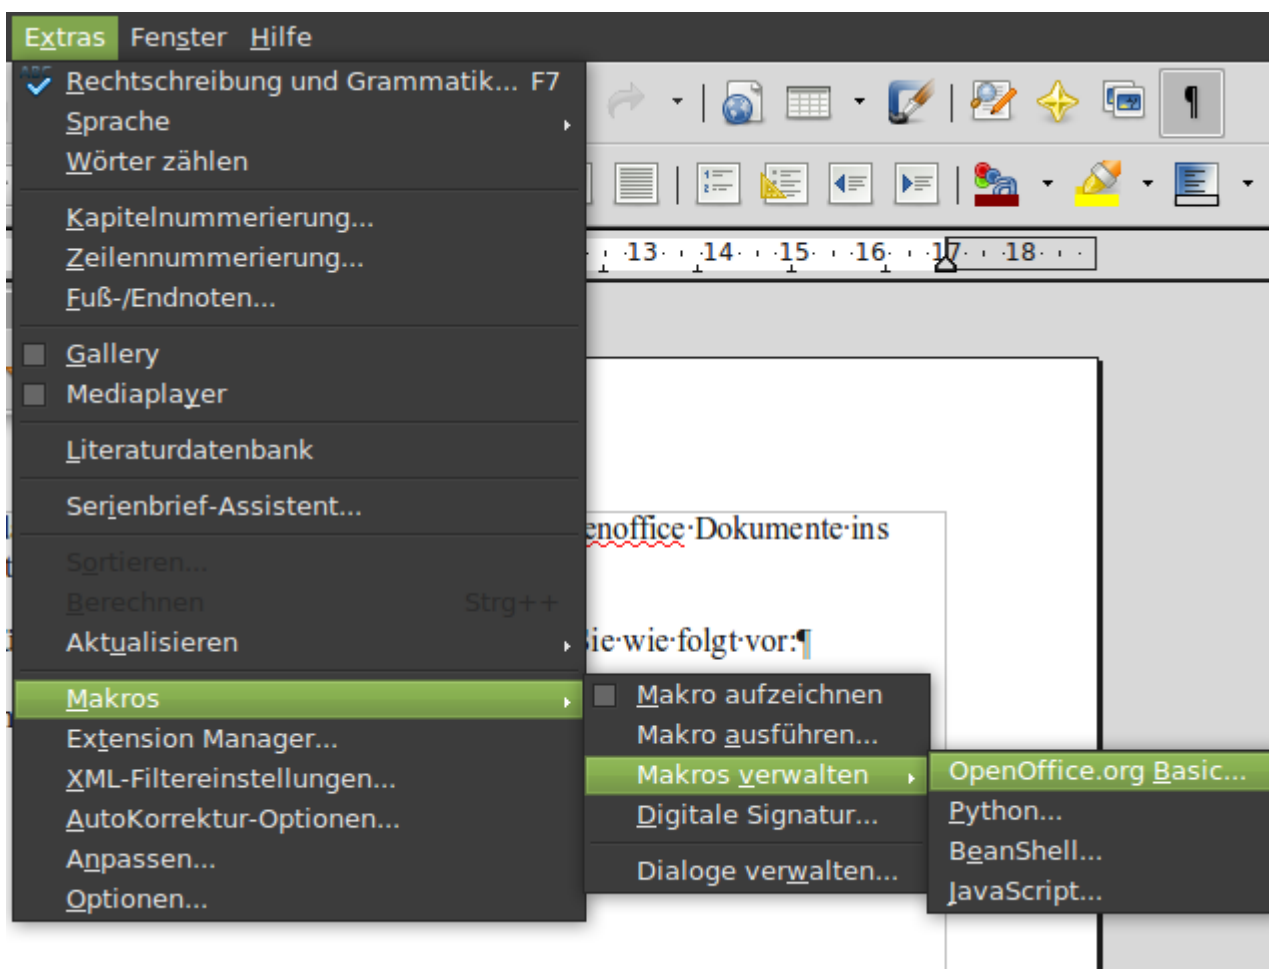 Extras Fenster Hilfe
Rechtschreibung und Grammatik... F7
Sprache
Wörter zählen
Kapitelnummerierung...
Zeilennummerierung...
Fuß-/Endnoten...
Gallery
Mediaplayer
Literaturdatenbank
Serienbrief-Assistent...
Sortieren...
Berechnen Strg++
Aktualisieren
Makros
Extension Manager...
XML-Filtereinstellungen...
AutoKorrektur-Optionen...
Anpassen...
Optionen...
Makro aufzeichnen
Makro ausführen...
Makros verwalten
Digitale Signatur...
Dialoge verwalten...
OpenOffice.org Basic...
Python...
BeanShell...
JavaScript...
13 14 15 16 17 18
enoffice·Dokumente·ins
ie·wie·folgt·vor:¶